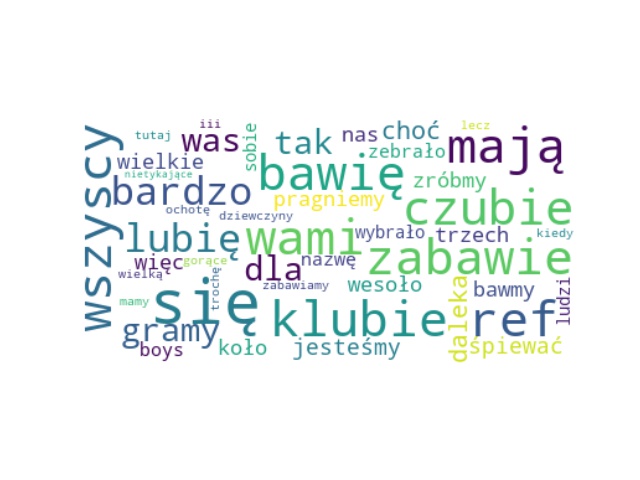 iii
lecz
tutaj
was
sobie
tak
nas
choć
mają
wszyscy
wielkie
zebrało
nietykające
bawię
bardzo
zróbmy
pragniemy
ochotę
dziewczyny
czubie
lubię
wami
wybrało
trzech
kiedy
więc
gorące
dla
nazwę
zabawie
wielką
trochę
się
zabawiamy
wesoło
daleka
bawmy
ludzi
mamy
gramy
klubie
ref
boys
koło
jesteśmy
śpiewać